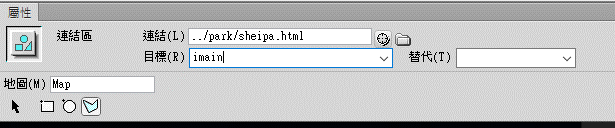 屬性
連結區 連結(L) ../park/sheipa.html
目標(R) imain 替代(T)
地圖(M) Map